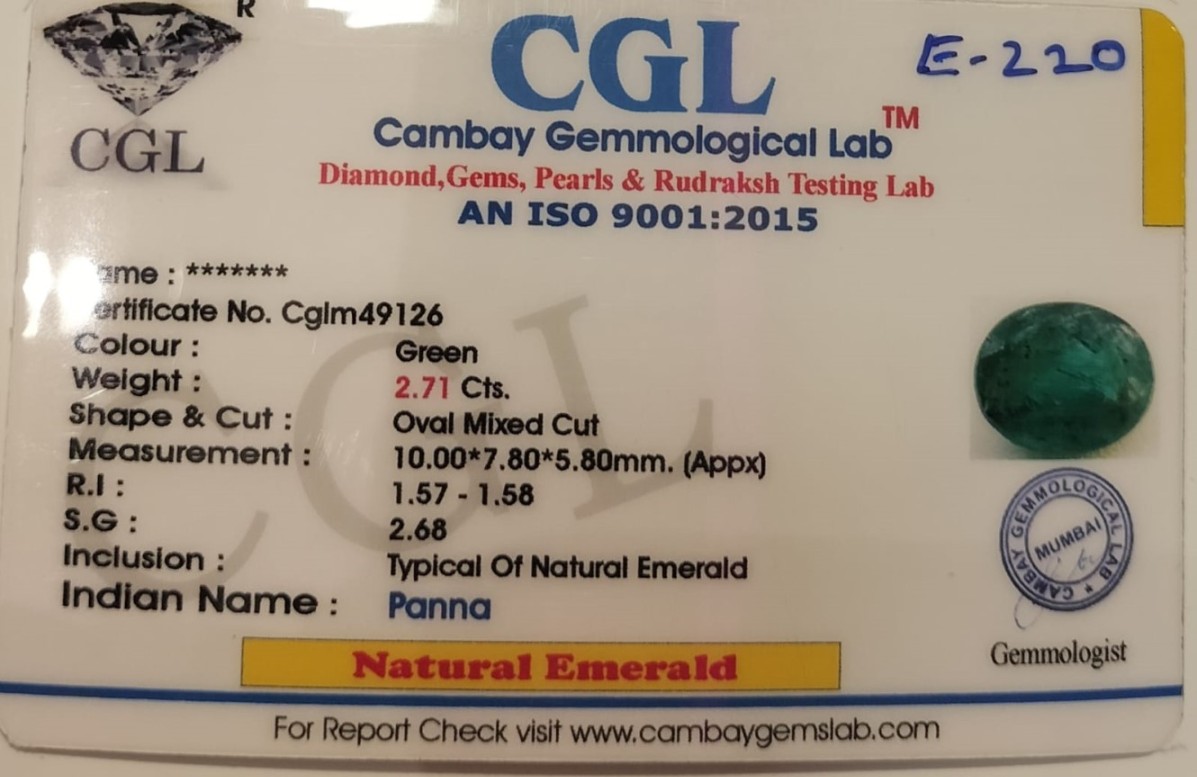 R
CGL
CGL
E-220
Cambay Gemmological Lab TM
Diamond,Gems, Pearls & Rudraksh Testing Lab
AN ISO 9001:2015
ame : *******
ertificate No. Cglm49126
Colour : Green
Weight : 2.71 Cts.
Shape & Cut : Oval Mixed Cut
Measurement : 10.00*7.80*5.80mm. (Appx)
R.I : 1.57 - 1.58
S.G : 2.68
Inclusion : Typical Of Natural Emerald
Indian Name : Panna
CGL
CAMBAY GEMMOLOGICAL LAB *
MUMBAI
Gemmologist
Natural Emerald
For Report Check visit www.cambaygemslab.com